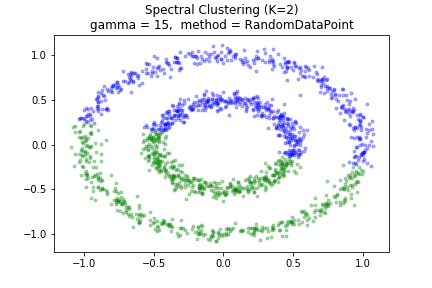 Spectral Clustering (K=2)
gamma = 15,  method = RandomDataPoint
1.0
0.5
0.0
−0.5
−1.0
−1.0 −0.5 0.0 0.5 1.0